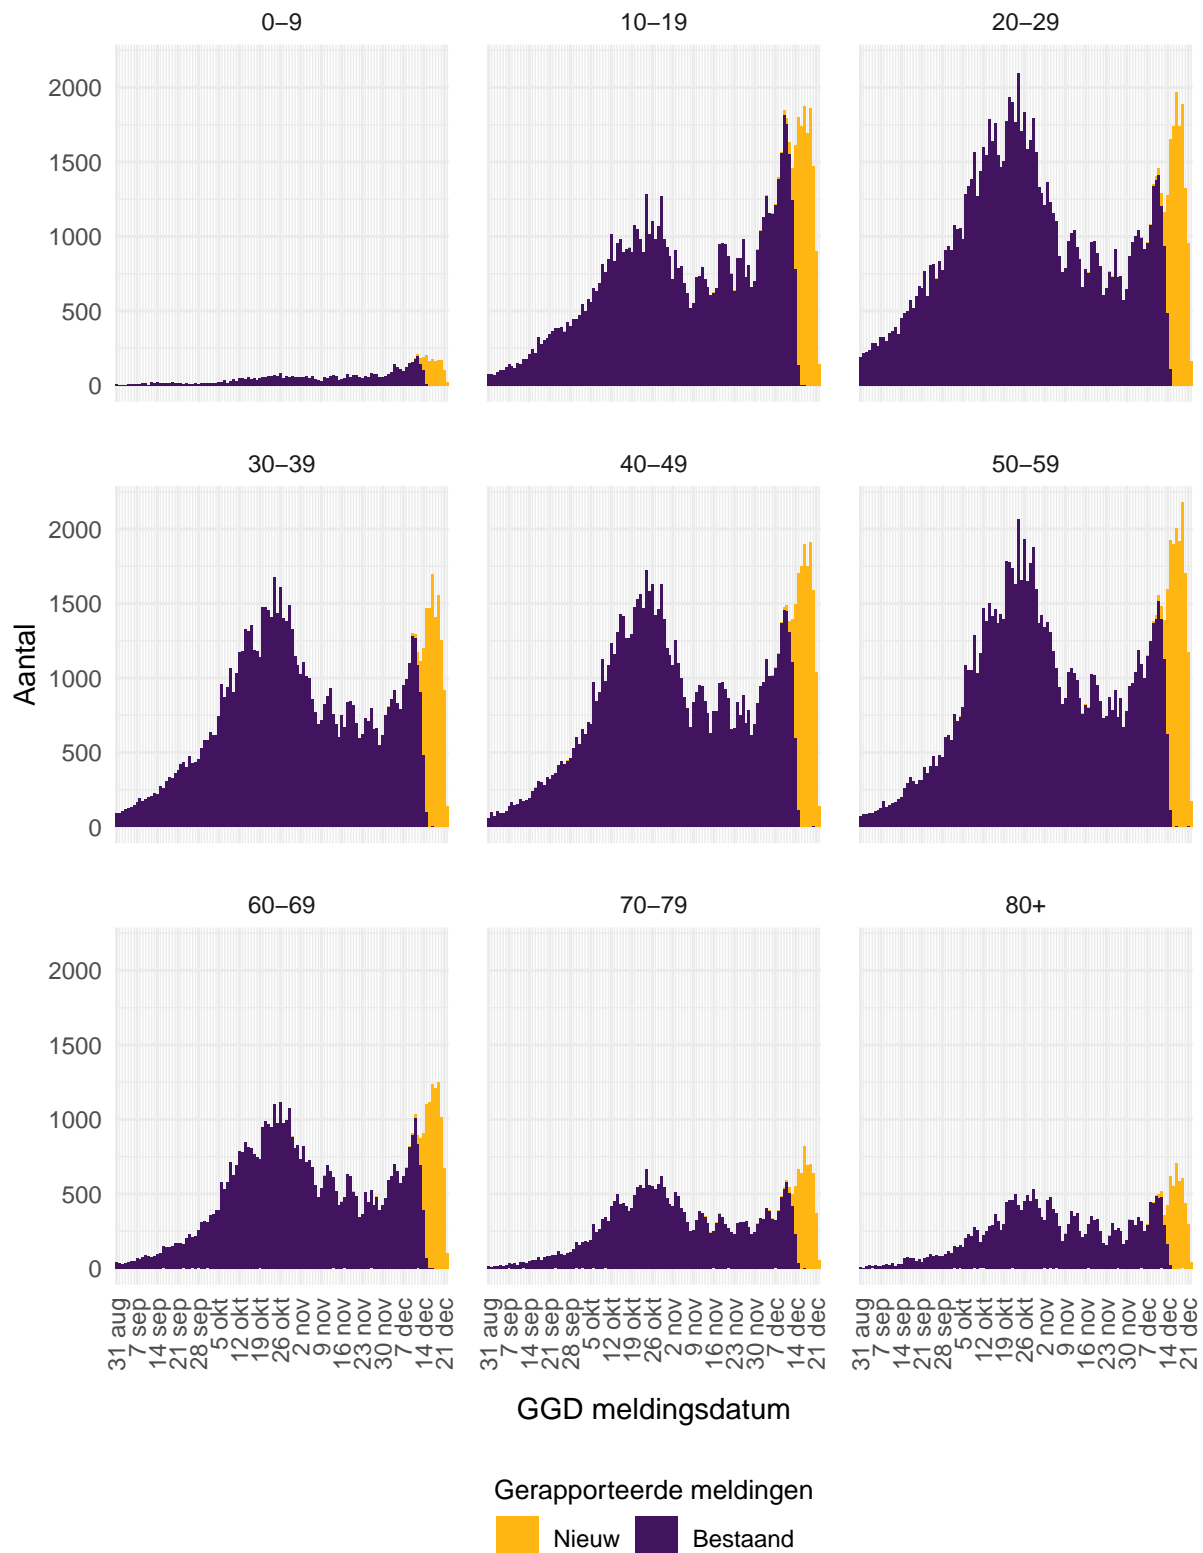 0–9 10–19 20–29
2000
1500
1000
500
0
30–39 40–49 50–59
2000
1500
1000
500
0
Aantal
60–69 70–79 80+
2000
1500
1000
500
0
31 aug 7 sep 14 sep 21 sep 28 sep 5 okt 12 okt 19 okt 26 okt 2 nov 9 nov 16 nov 23 nov 30 nov 7 dec 14 dec 21 dec
31 aug 7 sep 14 sep 21 sep 28 sep 5 okt 12 okt 19 okt 26 okt 2 nov 9 nov 16 nov 23 nov 30 nov 7 dec 14 dec 21 dec
31 aug 7 sep 14 sep 21 sep 28 sep 5 okt 12 okt 19 okt 26 okt 2 nov 9 nov 16 nov 23 nov 30 nov 7 dec 14 dec 21 dec
GGD meldingsdatum
Gerapporteerde meldingen
Nieuw Bestaand